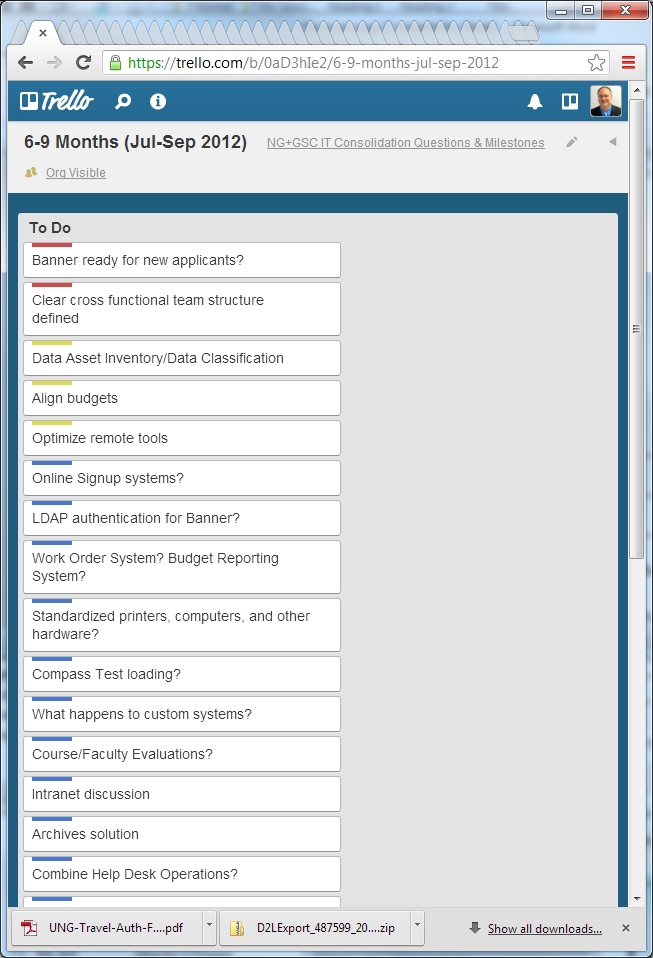 https://trello.com/b/0aD3hIe2/6-9-months-jul-sep-2012
Trello
6-9 Months (Jul-Sep 2012) NG+GSC IT Consolidation Questions & Milestones
Org Visible
To Do
Banner ready for new applicants?
Clear cross functional team structure
defined
Data Asset Inventory/Data Classification
Align budgets
Optimize remote tools
Online Signup systems?
LDAP authentication for Banner?
Work Order System? Budget Reporting
System?
Standardized printers, computers, and other
hardware?
Compass Test loading?
What happens to custom systems?
Course/Faculty Evaluations?
Intranet discussion
Archives solution
Combine Help Desk Operations?
UNG-Travel-Auth-F....pdf D2LExport_487599_20....zip Show all downloads...